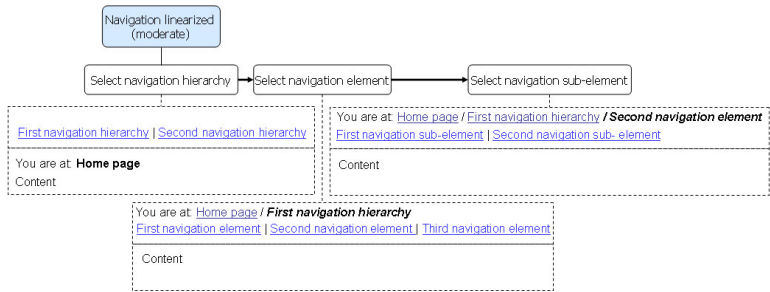 Navigation linearized
(moderate)
Select navigation hierarchy
Select navigation element
Select navigation sub-element
First navigation hierarchy | Second navigation hierarchy
You are at: Home page
Content
You are at: Home page / First navigation hierarchy / Second navigation element
First navigation sub-element | Second navigation sub- element
Content
You are at: Home page / First navigation hierarchy
First navigation element | Second navigation element | Third navigation element
Content